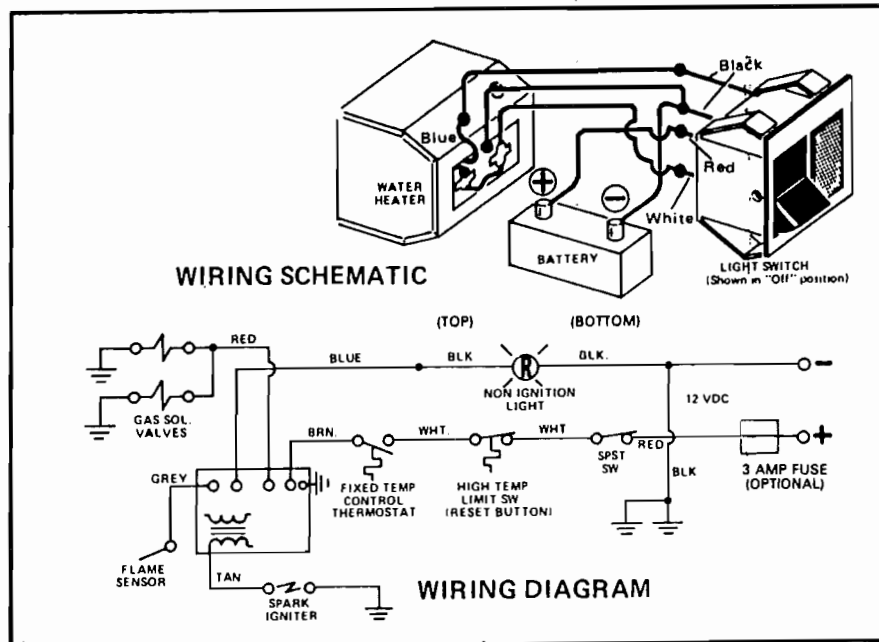 Black
Blue
Red
WATER
HEATER
+
−
White
BATTERY
LIGHT SWITCH
(Shown in "Off" position)
WIRING SCHEMATIC
(TOP) (BOTTOM)
RED
BLUE
BLK
BLK.
−
R
NON IGNITION
LIGHT
GAS SOL.
VALVES
12 VDC
BRN.
WHT.
WHT
SPST
SW
RED
+
3 AMP FUSE
(OPTIONAL)
GREY
FIXED TEMP
CONTROL
THERMOSTAT
HIGH TEMP
LIMIT SW
(RESET BUTTON)
BLK
FLAME
SENSOR
TAN
SPARK
IGNITER
WIRING DIAGRAM